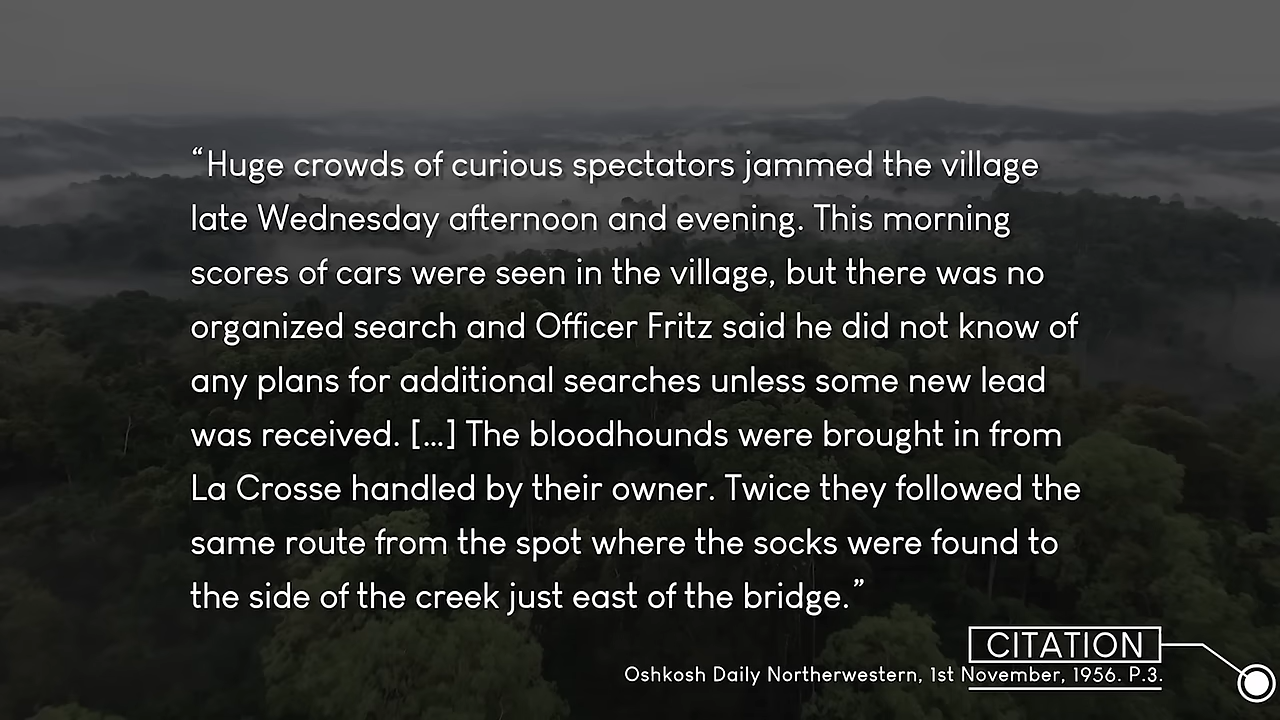 “Huge crowds of curious spectators jammed the village
late Wednesday afternoon and evening. This morning
scores of cars were seen in the village, but there was no
organized search and Officer Fritz said he did not know of
any plans for additional searches unless some new lead
was received. [...] The bloodhounds were brought in from
La Crosse handled by their owner. Twice they followed the
same route from the spot where the socks were found to
the side of the creek just east of the bridge.”
CITATION
Oshkosh Daily Northerwestern, 1st November, 1956. P.3.